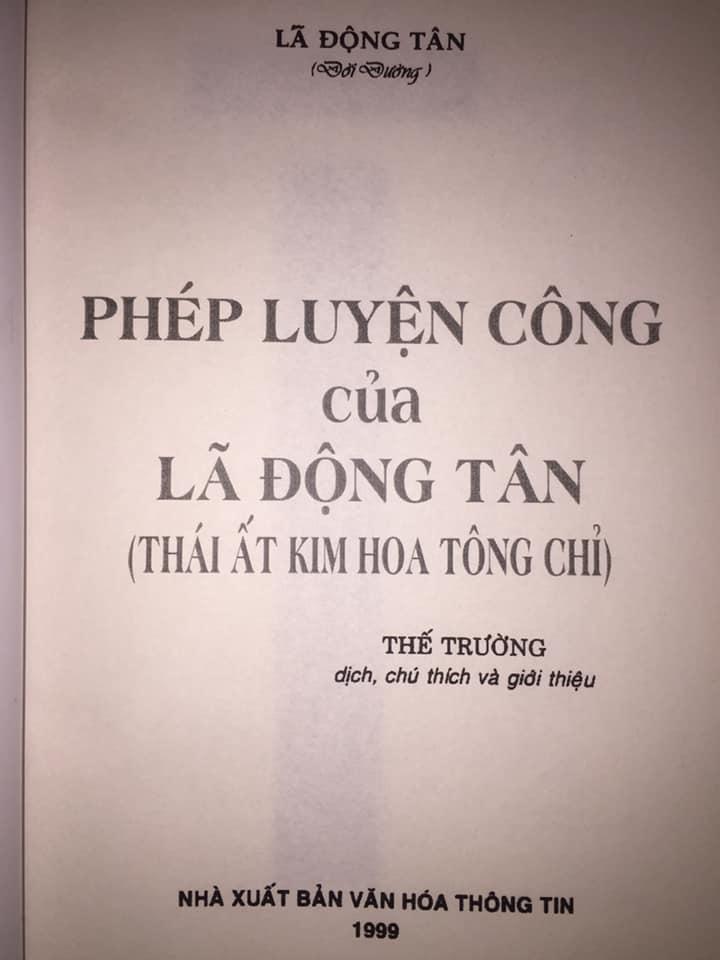 LÃ ĐỘNG TÂN
(Đời Đường)
PHÉP LUYỆN CÔNG
của
LÃ ĐỘNG TÂN
(THÁI ẤT KIM HOA TÔNG CHỈ)
THẾ TRƯỜNG
dịch, chú thích và giới thiệu
NHÀ XUẤT BẢN VĂN HÓA THÔNG TIN
1999